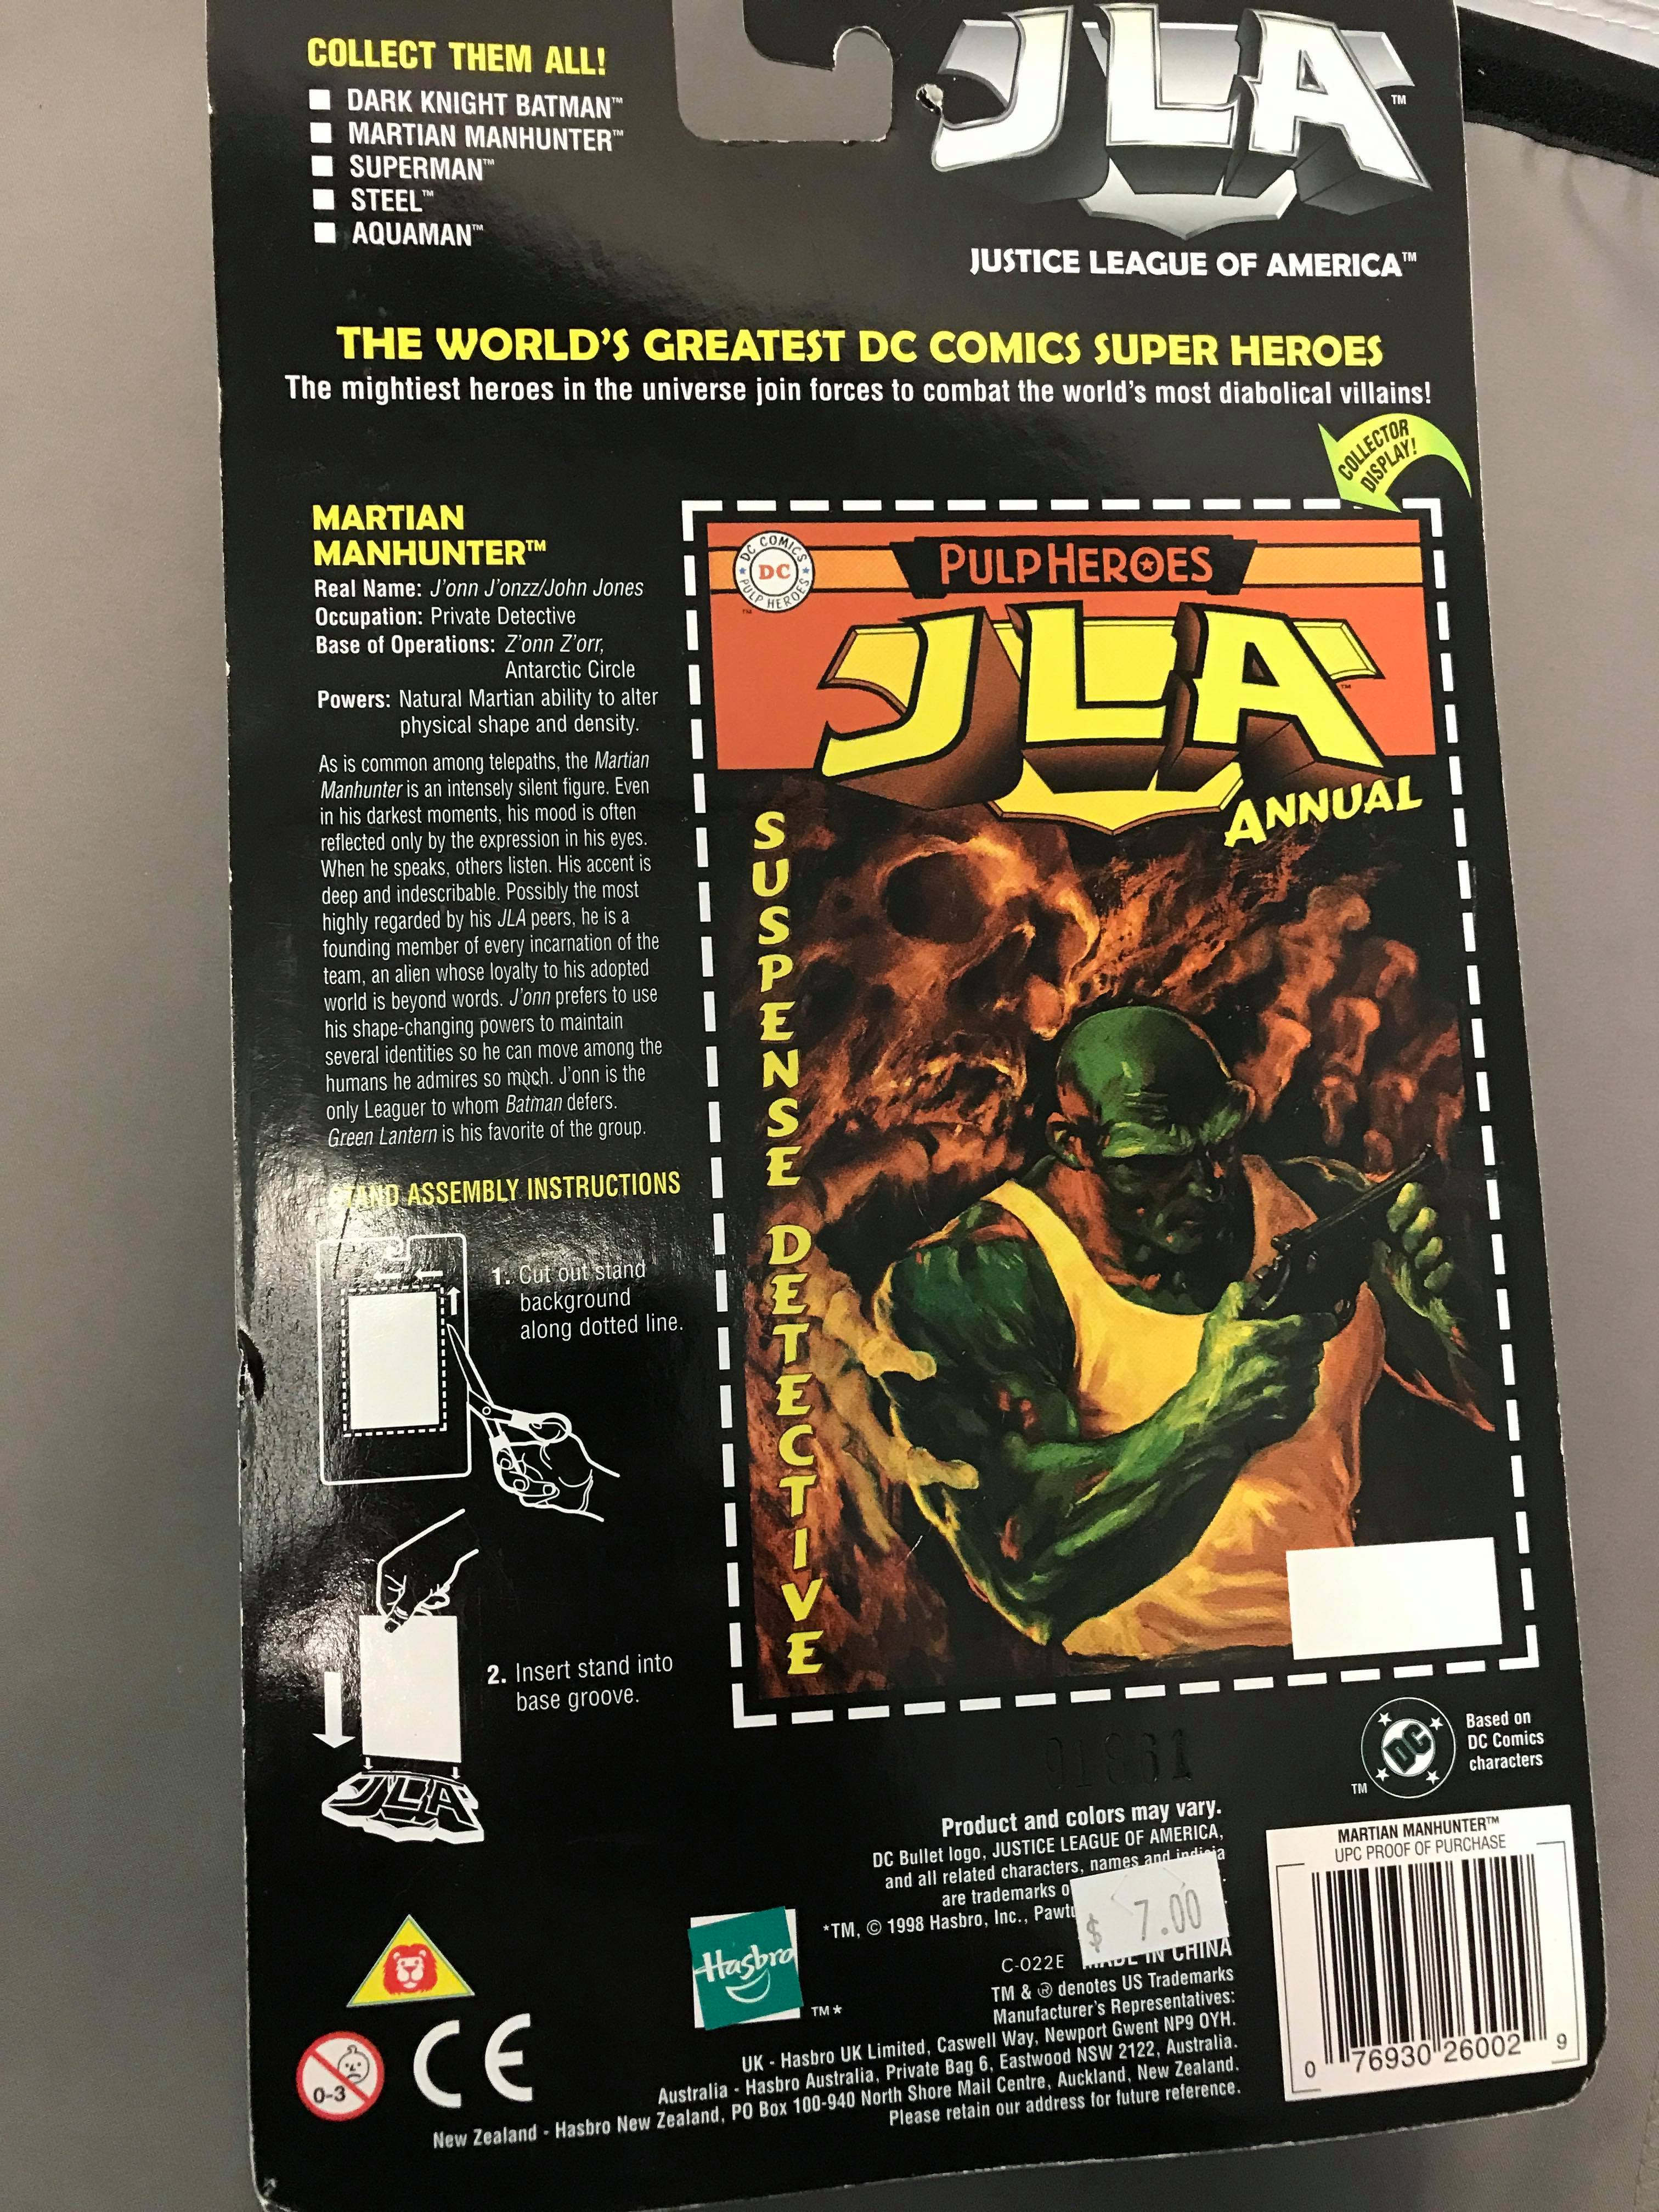 COLLECT THEM ALL!
DARK KNIGHT BATMAN™
MARTIAN MANHUNTER™
SUPERMAN™
STEEL™
AQUAMAN™
JLA™
JUSTICE LEAGUE OF AMERICA™
THE WORLD'S GREATEST DC COMICS SUPER HEROES
The mightiest heroes in the universe join forces to combat the world's most diabolical villains!
COLLECTOR
DISPLAY!
MARTIAN
MANHUNTER™
Real Name: J'onn J'onzz/John Jones
Occupation: Private Detective
Base of Operations: Z'onn Z'orr,
Antarctic Circle
Powers: Natural Martian ability to alter
physical shape and density.
As is common among telepaths, the Martian
Manhunter is an intensely silent figure. Even
in his darkest moments, his mood is often
reflected only by the expression in his eyes.
When he speaks, others listen. His accent is
deep and indescribable. Possibly the most
highly regarded by his JLA peers, he is a
founding member of every incarnation of the
team, an alien whose loyalty to his adopted
world is beyond words. J'onn prefers to use
his shape-changing powers to maintain
several identities so he can move among the
humans he admires so much. J'onn is the
only Leaguer to whom Batman defers.
Green Lantern is his favorite of the group.
STAND ASSEMBLY INSTRUCTIONS
1. Cut out stand
background
along dotted line.
2. Insert stand into
base groove.
JLA
DC COMICS
DC
PULP HEROES
™
PULP HEROES
JLA™
ANNUAL
SUSPENSE DETECTIVE
DC
™
Based on
DC Comics
characters
Product and colors may vary.
DC Bullet logo, JUSTICE LEAGUE OF AMERICA,
and all related characters, names and indicia
are trademarks
*TM, © 1998 Hasbro, Inc.,
$ 7.00
C-022E MADE IN CHINA
TM & ® denotes US Trademarks
Manufacturer's Representatives:
UK - Hasbro UK Limited, Caswell Way, Newport Gwent NP9 0YH.
Australia - Hasbro Australia, Private Bag 6, Eastwood NSW 2122, Australia.
New Zealand - Hasbro New Zealand, PO Box 100-940 North Shore Mail Centre, Auckland, New Zealand.
Please retain our address for future reference.
Hasbro
™*
0-3
CE
MARTIAN MANHUNTER™
UPC PROOF OF PURCHASE
0 76930 26002 9